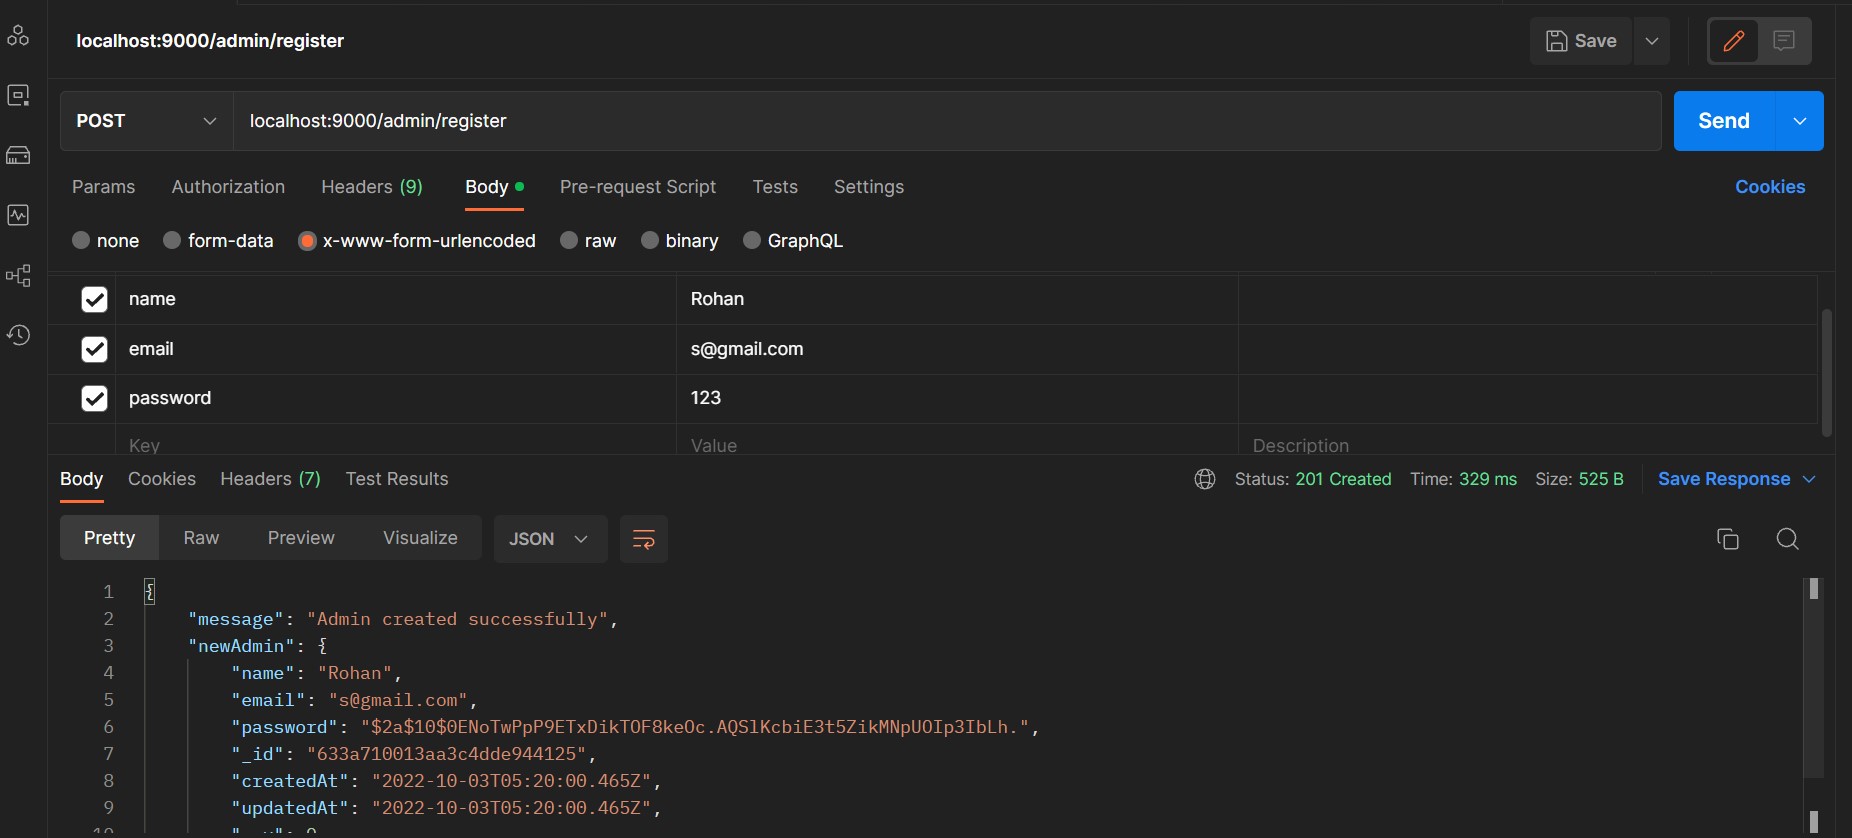 localhost:9000/admin/register
Save
POST localhost:9000/admin/register Send
Params Authorization Headers (9) Body Pre-request Script Tests Settings Cookies
none form-data x-www-form-urlencoded raw binary GraphQL
name Rohan
email s@gmail.com
password 123
Key Value Description
Body Cookies Headers (7) Test Results Status: 201 Created Time: 329 ms Size: 525 B Save Response
Pretty Raw Preview Visualize JSON
1 {
2 "message": "Admin created successfully",
3 "newAdmin": {
4 "name": "Rohan",
5 "email": "s@gmail.com",
6 "password": "$2a$10$0ENoTwPpP9ETxDikTOF8keOc.AQSlKcbiE3t5ZikMNpUOIp3IbLh.",
7 "_id": "633a710013aa3c4dde944125",
8 "createdAt": "2022-10-03T05:20:00.465Z",
9 "updatedAt": "2022-10-03T05:20:00.465Z",